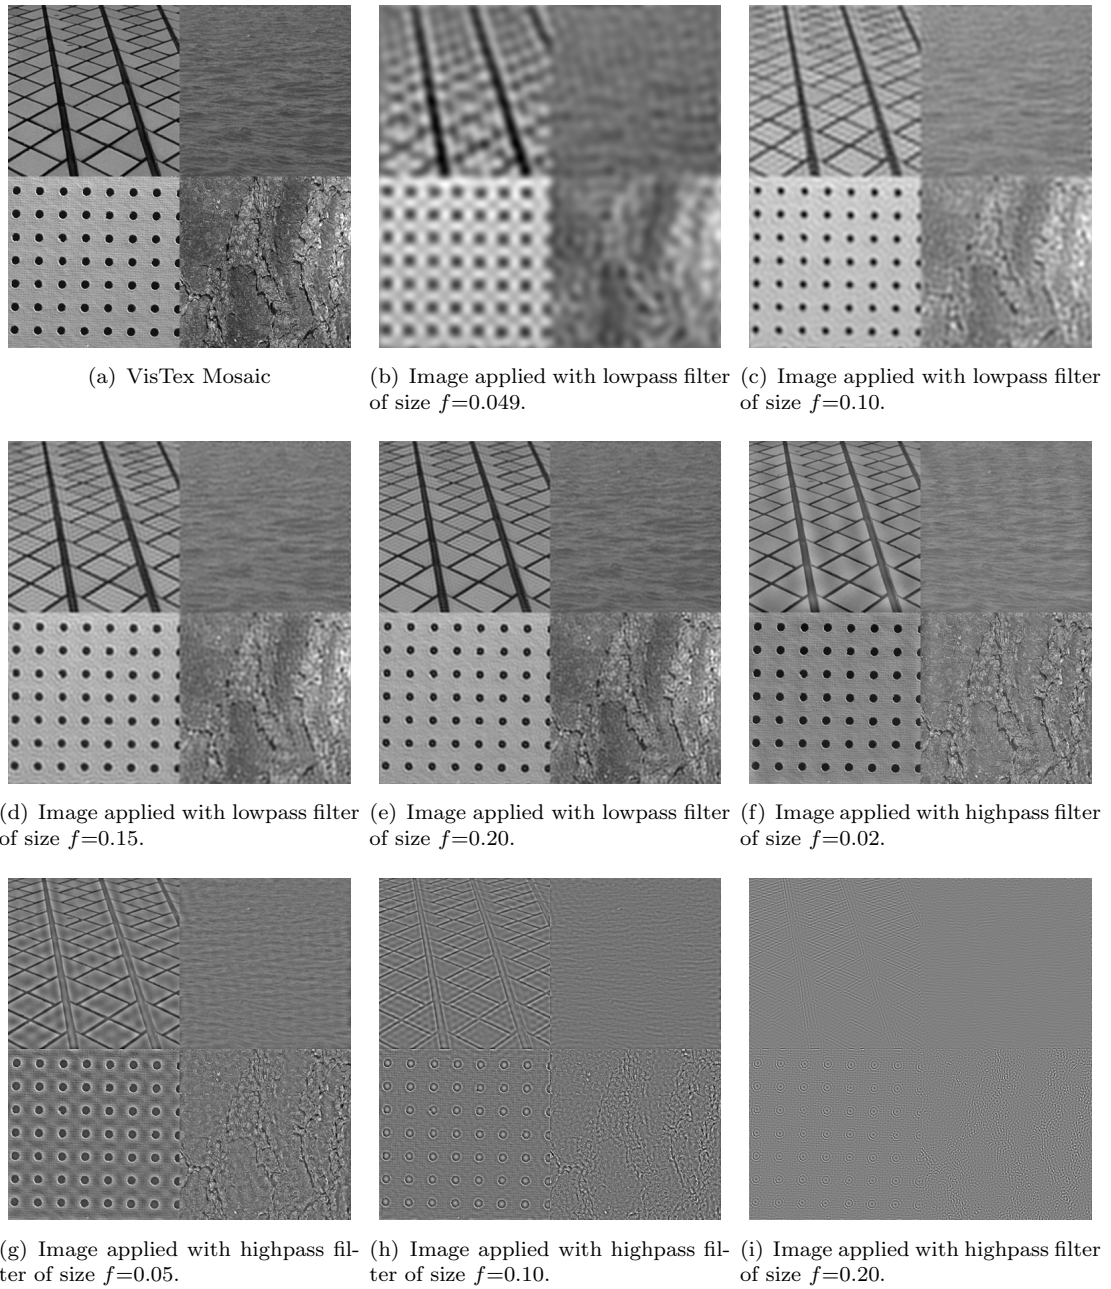 (a) VisTex Mosaic
(b) Image applied with lowpass filter
of size f=0.049.
(c) Image applied with lowpass filter
of size f=0.10.
(d) Image applied with lowpass filter
of size f=0.15.
(e) Image applied with lowpass filter
of size f=0.20.
(f) Image applied with highpass filter
of size f=0.02.
(g) Image applied with highpass fil-
ter of size f=0.05.
(h) Image applied with highpass fil-
ter of size f=0.10.
(i) Image applied with highpass filter
of size f=0.20.